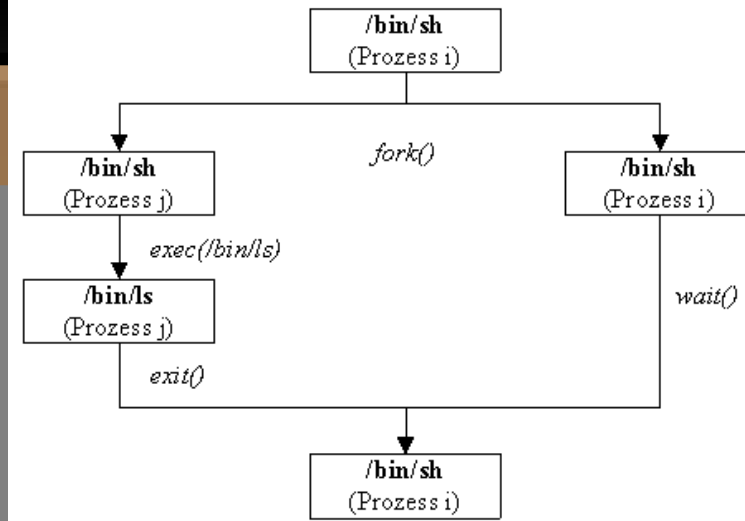 /bin/sh
(Prozess i)
fork()
/bin/sh
(Prozess j)
/bin/sh
(Prozess i)
exec(/bin/ls)
/bin/ls
(Prozess j)
wait()
exit()
/bin/sh
(Prozess i)